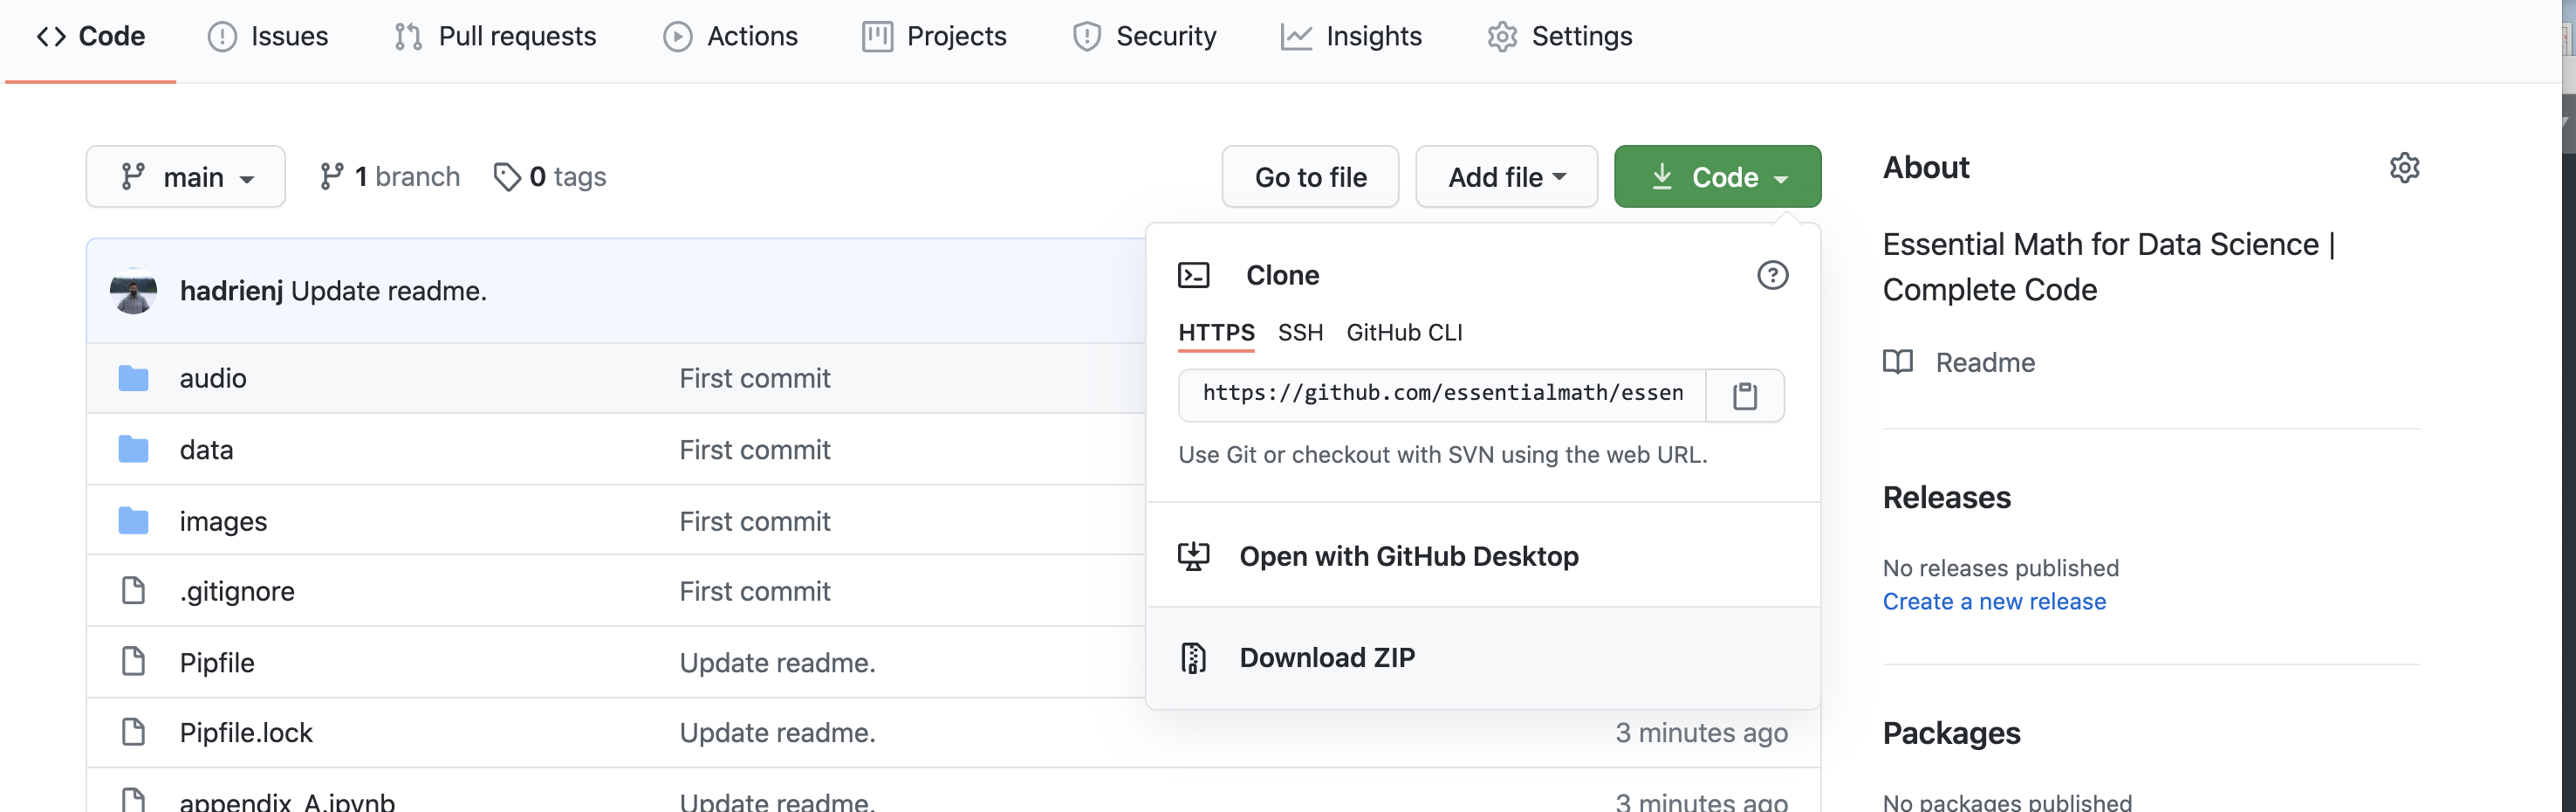 Code Issues Pull requests Actions Projects Security Insights Settings
main 1 branch 0 tags Go to file Add file Code
hadrienj Update readme.
audio First commit
data First commit
images First commit
.gitignore First commit
Pipfile Update readme.
Pipfile.lock Update readme. 3 minutes ago
appendix_A.ipynb Update readme. 3 minutes ago
Clone
HTTPS SSH GitHub CLI
https://github.com/essentialmath/essen
Use Git or checkout with SVN using the web URL.
Open with GitHub Desktop
Download ZIP
About
Essential Math for Data Science |
Complete Code
Readme
Releases
No releases published
Create a new release
Packages
No packages published